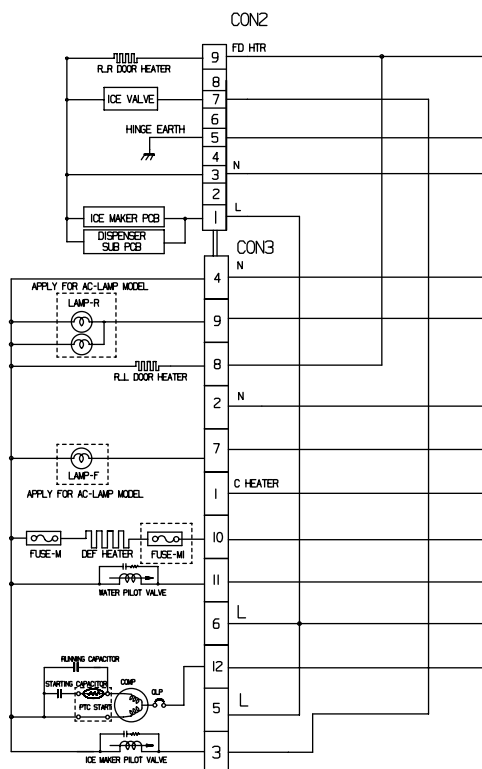 CON2
9
FD HTR
R_R DOOR HEATER
8
ICE VALVE
7
6
HINGE EARTH
5
4
3
N
2
L
ICE MAKER PCB
1
DISPENSER
SUB PCB
CON3
4
N
APPLY FOR AC-LAMP MODEL
LAMP-R
9
8
R_L DOOR HEATER
2
N
7
LAMP-F
APPLY FOR AC-LAMP MODEL
1
C HEATER
10
FUSE-M
DEF HEATER
FUSE-M1
11
WATER PILOT VALVE
6
L
RUNNING CAPACITOR
12
STARTING CAPACITOR
COMP
OLP
PTC START
5
L
3
ICE MAKER PILOT VALVE